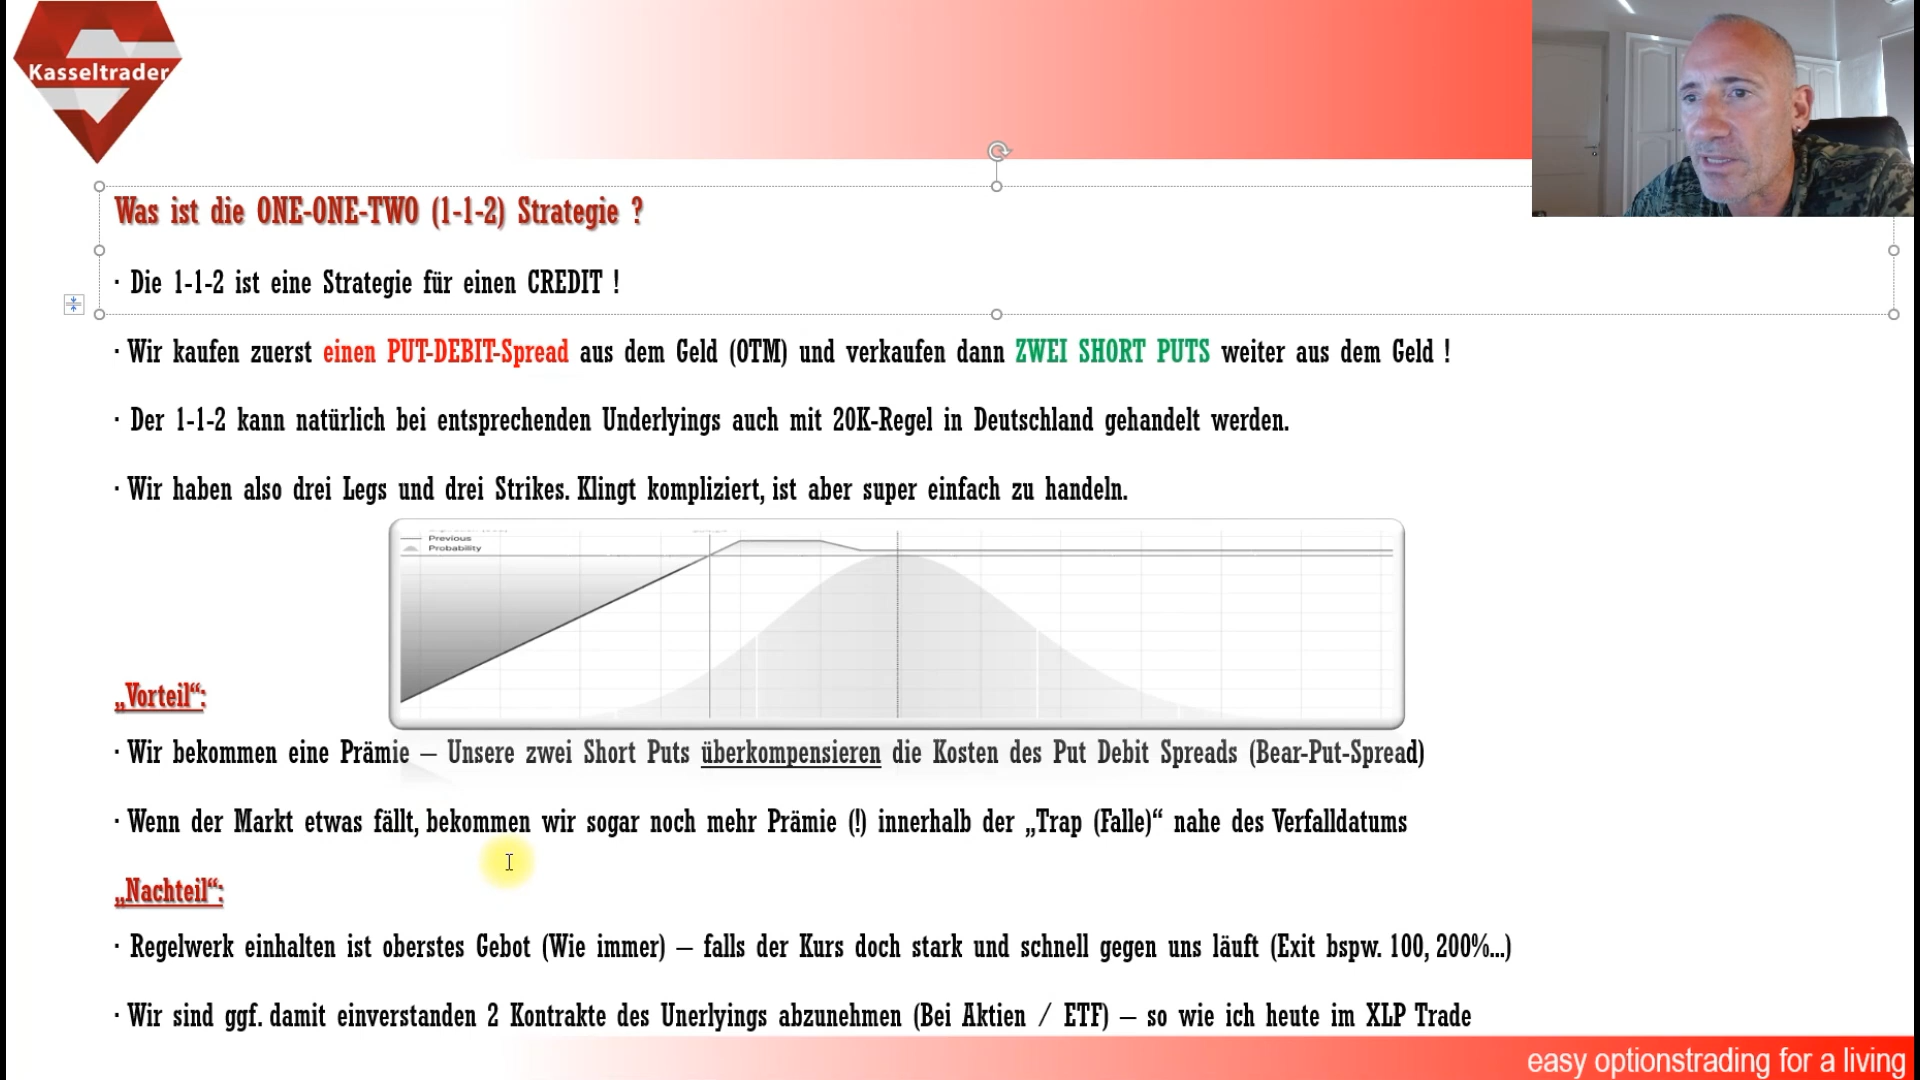 Kasseltrader
Was ist die ONE-ONE-TWO (1-1-2) Strategie ?
· Die 1-1-2 ist eine Strategie für einen CREDIT !
· Wir kaufen zuerst einen PUT-DEBIT-Spread aus dem Geld (OTM) und verkaufen dann ZWEI SHORT PUTS weiter aus dem Geld !
· Der 1-1-2 kann natürlich bei entsprechenden Underlyings auch mit 20K-Regel in Deutschland gehandelt werden.
· Wir haben also drei Legs und drei Strikes. Klingt kompliziert, ist aber super einfach zu handeln.
Previous
Probability
„Vorteil“:
· Wir bekommen eine Prämie – Unsere zwei Short Puts überkompensieren die Kosten des Put Debit Spreads (Bear-Put-Spread)
· Wenn der Markt etwas fällt, bekommen wir sogar noch mehr Prämie (!) innerhalb der „Trap (Falle)“ nahe des Verfalldatums
„Nachteil“:
· Regelwerk einhalten ist oberstes Gebot (Wie immer) – falls der Kurs doch stark und schnell gegen uns läuft (Exit bspw. 100, 200%...)
· Wir sind ggf. damit einverstanden 2 Kontrakte des Unerlyings abzunehmen (Bei Aktien / ETF) – so wie ich heute im XLP Trade
easy optionstrading for a living